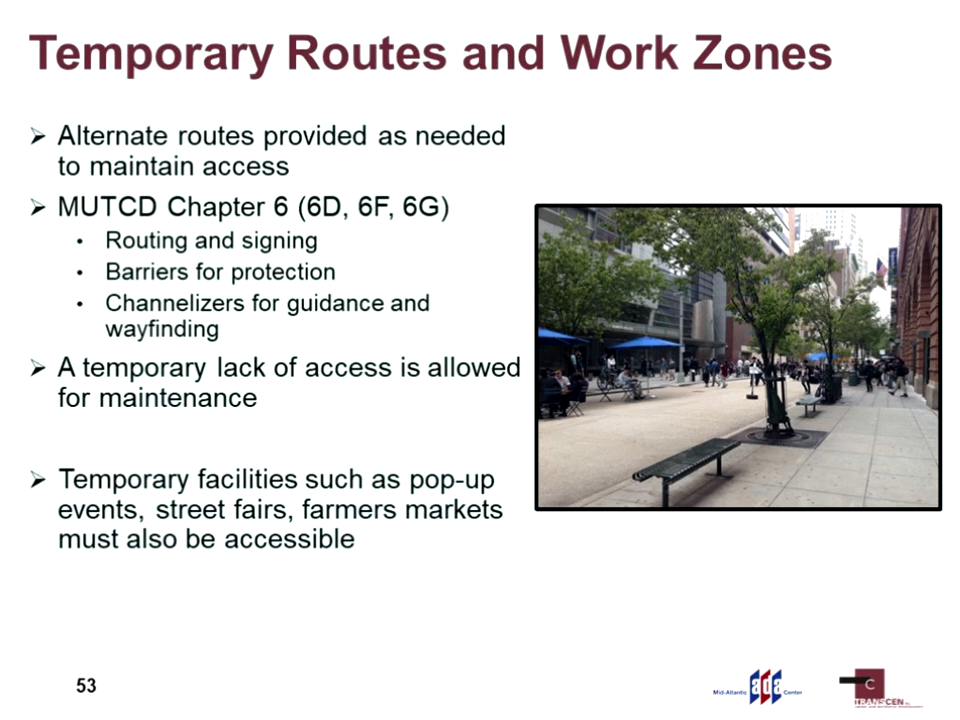 Temporary Routes and Work Zones
➢ Alternate routes provided as needed
to maintain access
➢ MUTCD Chapter 6 (6D, 6F, 6G)
• Routing and signing
• Barriers for protection
• Channelizers for guidance and
wayfinding
➢ A temporary lack of access is allowed
for maintenance
➢ Temporary facilities such as pop-up
events, street fairs, farmers markets
must also be accessible
53
Mid-Atlantic ada Center
C
TRANSCEN